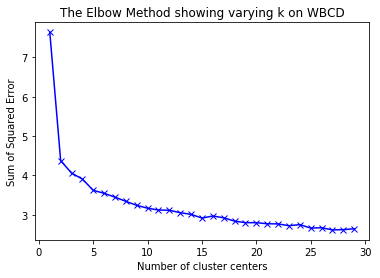 The Elbow Method showing varying k on WBCD
7
6
5
4
3
Sum of Squared Error
0 5 10 15 20 25 30
Number of cluster centers